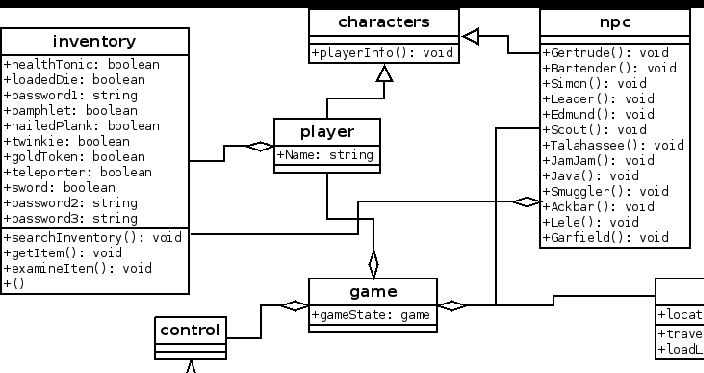 inventory
+healthTonic: boolean
+loadedDie: boolean
+password1: string
+pamphlet: boolean
+nailedPlank: boolean
+twinkie: boolean
+goldToken: boolean
+teleporter: boolean
+sword: boolean
+password2: string
+password3: string
+searchInventory(): void
+getItem(): void
+examineItem(): void
+()
characters
+playerInfo(): void
npc
+Gertrude(): void
+Bartender(): void
+Simon(): void
+Leader(): void
+Edmund(): void
+Scout(): void
+Talahassee(): void
+JamJam(): void
+Java(): void
+Smuggler(): void
+Ackbar(): void
+Lele(): void
+Garfield(): void
player
+Name: string
game
+gameState: game
control
+locat
+trave
+loadL